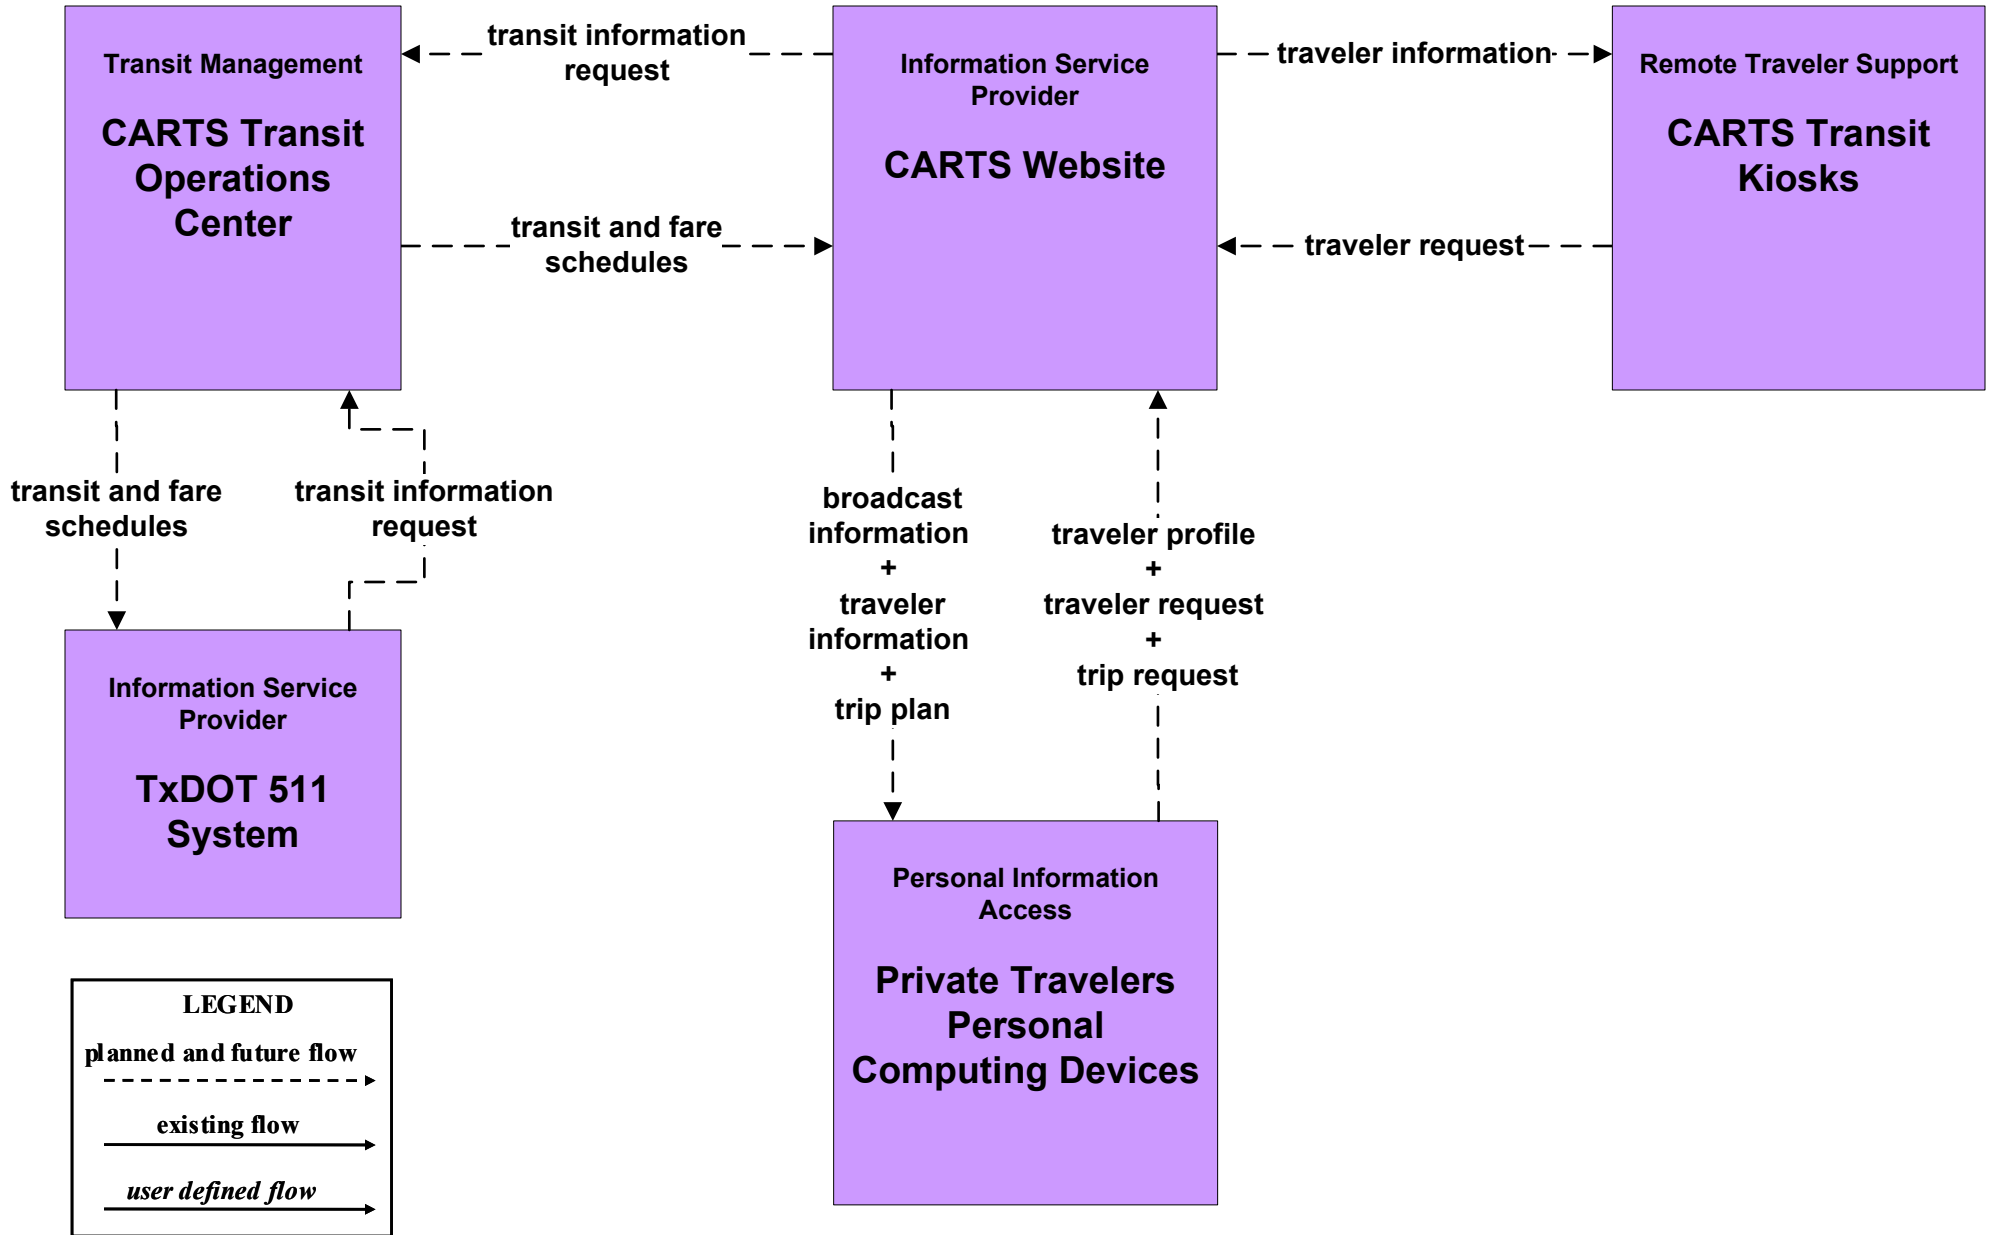 Transit Management
CARTS Transit
Operations
Center
transit information
request
Information Service
Provider
CARTS Website
traveler information
Remote Traveler Support
CARTS Transit
Kiosks
transit and fare
schedules
traveler request
transit and fare
schedules
transit information
request
broadcast
information
+
traveler
information
+
trip plan
traveler profile
+
traveler request
+
trip request
Information Service
Provider
TxDOT 511
System
Personal Information
Access
Private Travelers
Personal
Computing Devices
LEGEND
planned and future flow
existing flow
user defined flow